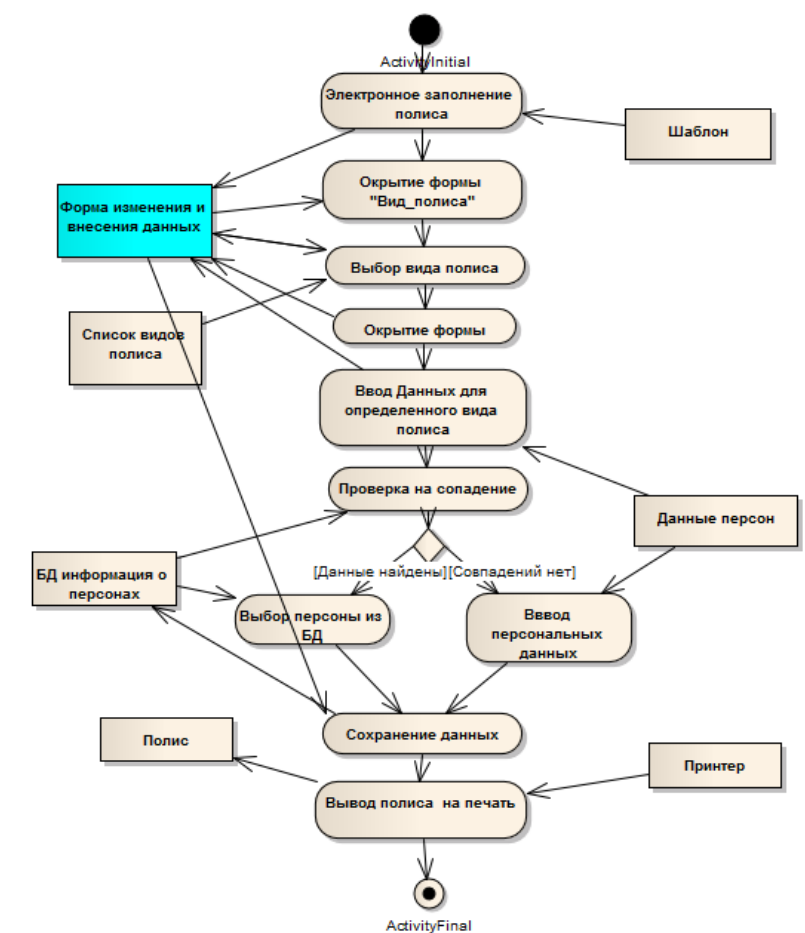 ActivityInitial
Электронное заполнение
полиса
Шаблон
Окрытие формы
"Вид_полиса"
Форма изменения и
внесения данных
Выбор вида полиса
Список видов
полиса
Окрытие формы
Ввод Данных для
определенного вида
полиса
Проверка на сопадение
Данные персон
БД информация о
персонах
[Данные найдены]
[Совпадений нет]
Выбор персоны из
БД
Вввод
персональных
данных
Полис
Сохранение данных
Принтер
Вывод полиса на печать
ActivityFinal